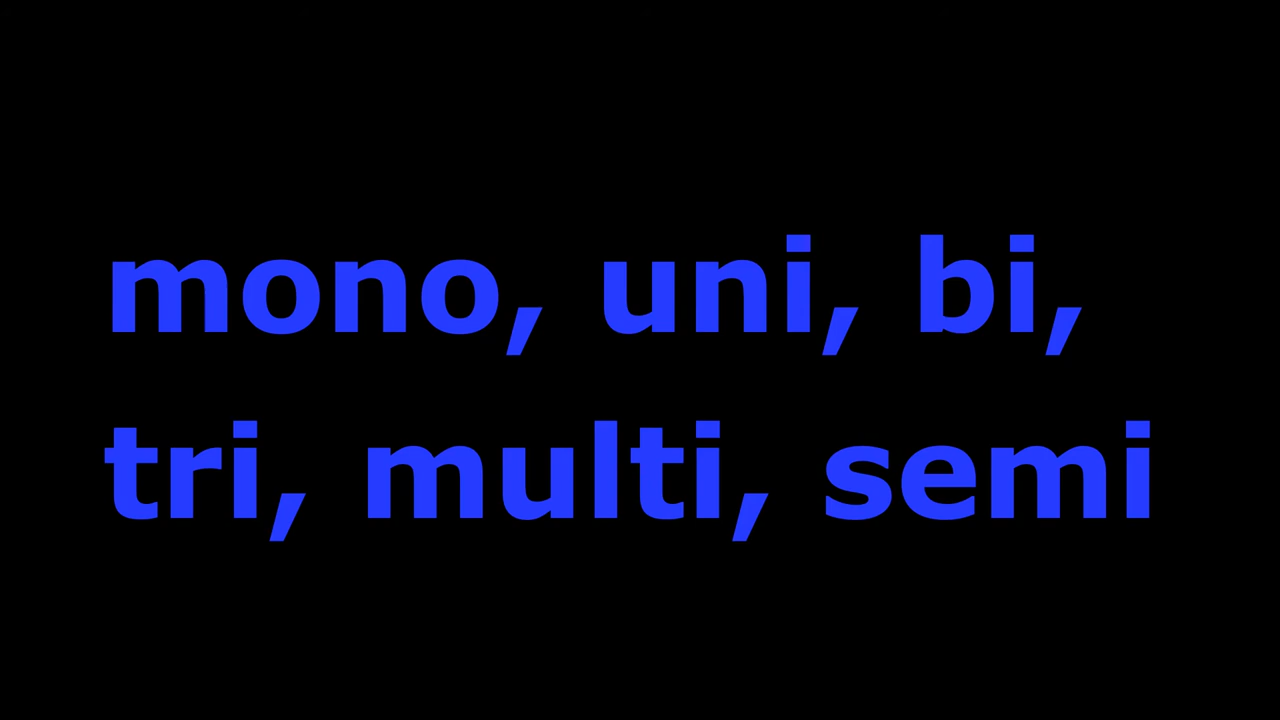 mono, uni, bi,
tri, multi, semi